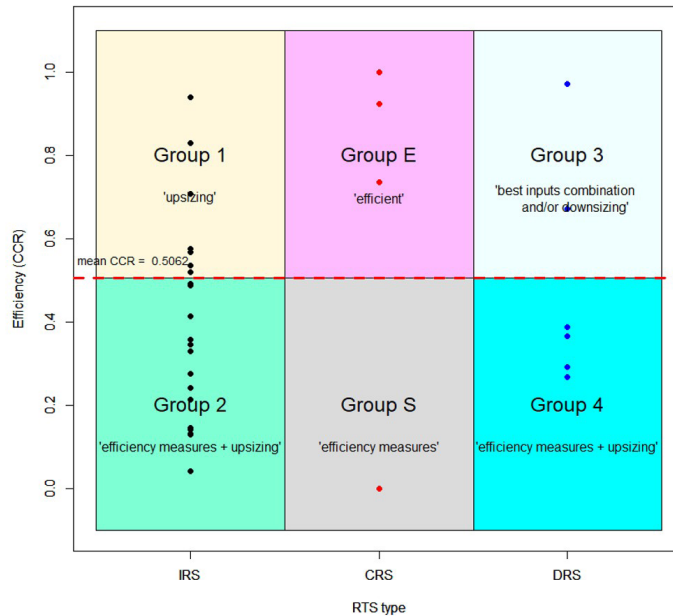 1.0
0.8
0.6
0.4
0.2
0.0
Efficiency (CCR)
Group 1
'upsizing'
Group E
'efficient'
Group 3
'best inputs combination
and/or downsizing'
mean CCR = 0.5062
Group 2
'efficiency measures + upsizing'
Group S
'efficiency measures'
Group 4
'efficiency measures + upsizing'
IRS
CRS
DRS
RTS type